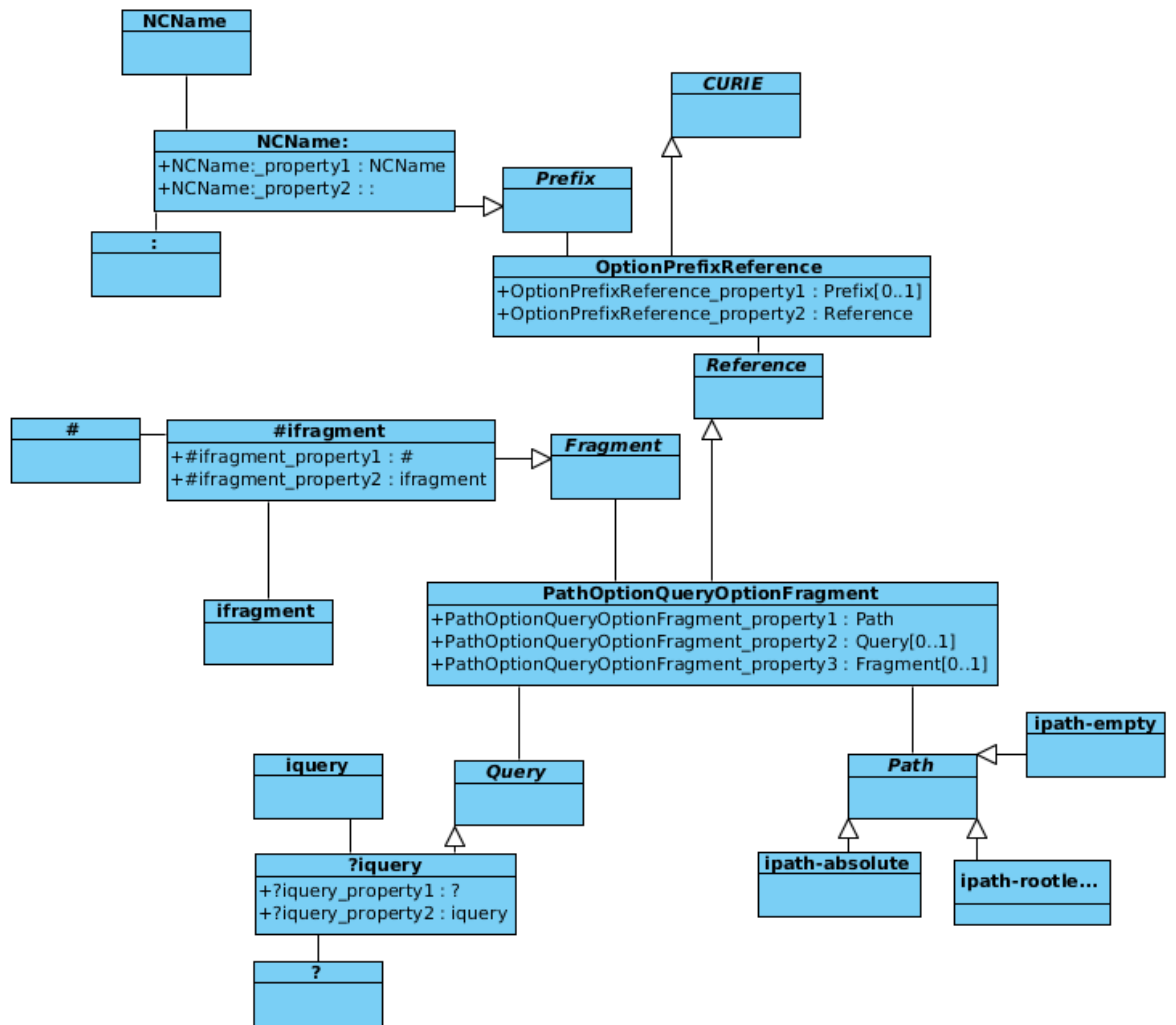 NCName
CURIE
NCName:
+NCName:_property1 : NCName
+NCName:_property2 : :
Prefix
:
OptionPrefixReference
+OptionPrefixReference_property1 : Prefix[0..1]
+OptionPrefixReference_property2 : Reference
Reference
#
#ifragment
+#ifragment_property1 : #
+#ifragment_property2 : ifragment
Fragment
ifragment
PathOptionQueryOptionFragment
+PathOptionQueryOptionFragment_property1 : Path
+PathOptionQueryOptionFragment_property2 : Query[0..1]
+PathOptionQueryOptionFragment_property3 : Fragment[0..1]
ipath-empty
iquery
Query
Path
?iquery
+?iquery_property1 : ?
+?iquery_property2 : iquery
ipath-absolute
ipath-rootle...
?